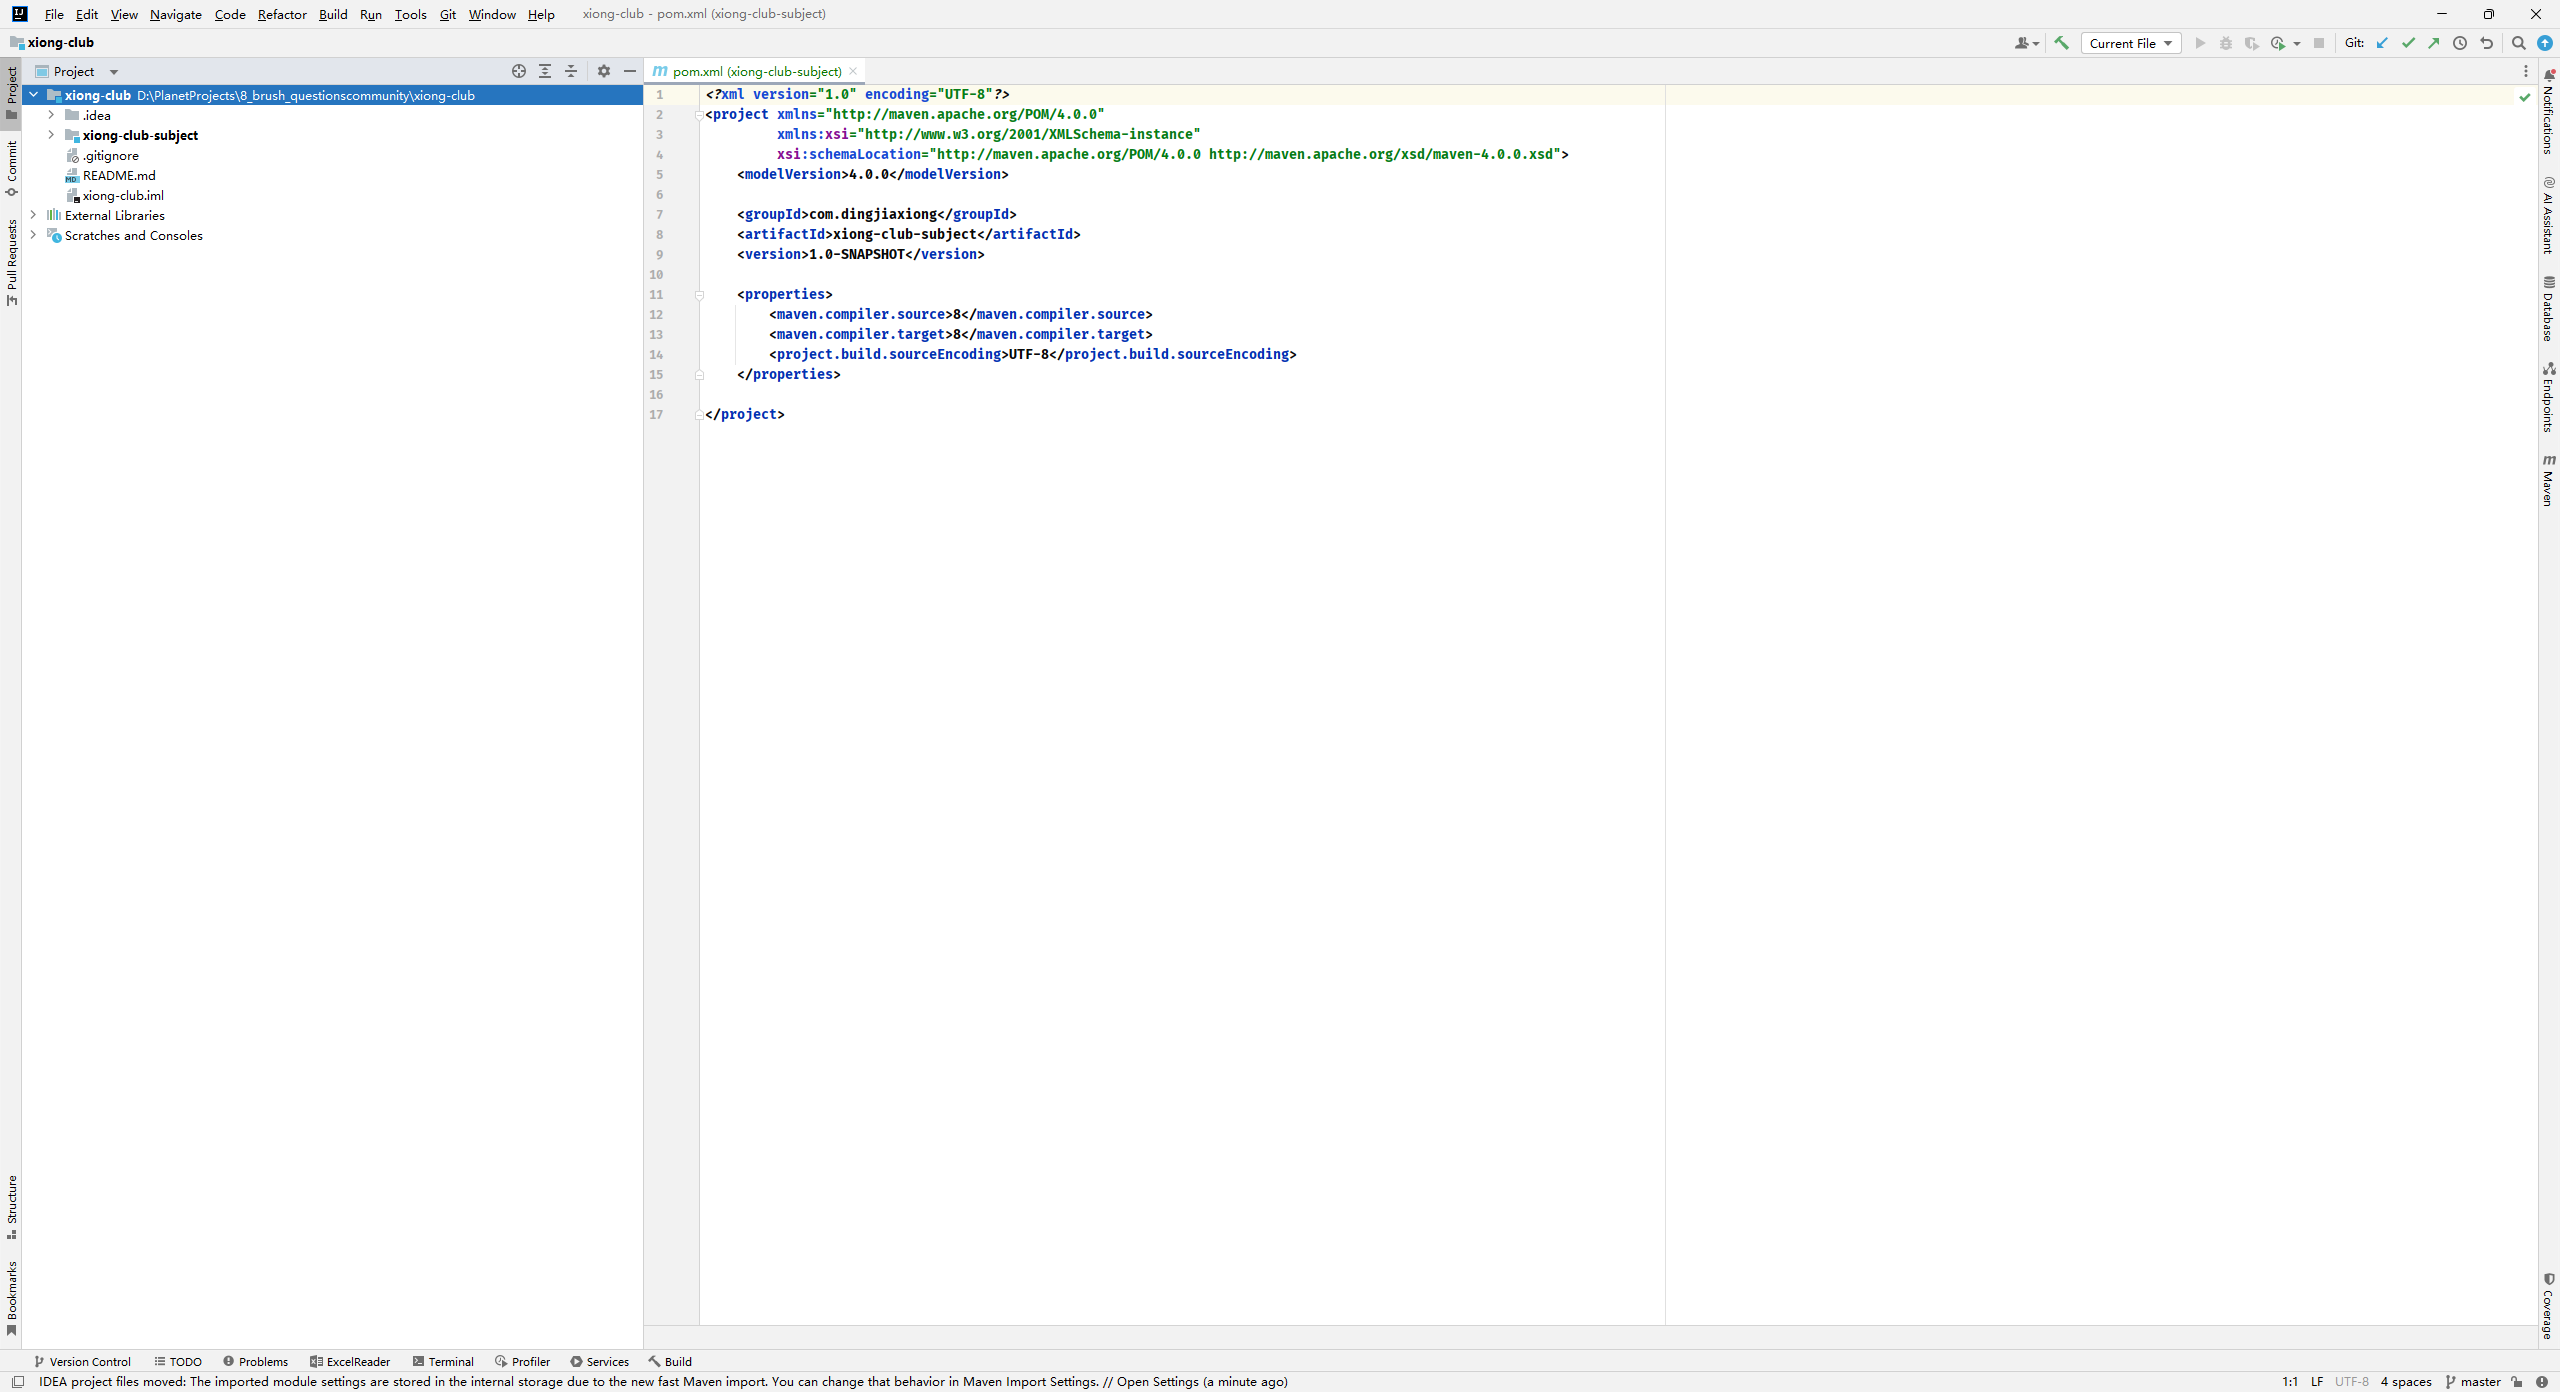 File Edit View Navigate Code Refactor Build Run Tools Git Window Help xiong-club - pom.xml (xiong-club-subject)
xiong-club
Current File
Git:
Project
pom.xml (xiong-club-subject)
xiong-club D:\PlanetProjects\8_brush_questionscommunity\xiong-club
.idea
xiong-club-subject
.gitignore
README.md
xiong-club.iml
External Libraries
Scratches and Consoles
Project
Commit
Pull Requests
Structure
Bookmarks
1 <?xml version="1.0" encoding="UTF-8"?>
2 <project xmlns="http://maven.apache.org/POM/4.0.0"
3 xmlns:xsi="http://www.w3.org/2001/XMLSchema-instance"
4 xsi:schemaLocation="http://maven.apache.org/POM/4.0.0 http://maven.apache.org/xsd/maven-4.0.0.xsd">
5 <modelVersion>4.0.0</modelVersion>
6
7 <groupId>com.dingjiaxiong</groupId>
8 <artifactId>xiong-club-subject</artifactId>
9 <version>1.0-SNAPSHOT</version>
10
11 <properties>
12 <maven.compiler.source>8</maven.compiler.source>
13 <maven.compiler.target>8</maven.compiler.target>
14 <project.build.sourceEncoding>UTF-8</project.build.sourceEncoding>
15 </properties>
16
17 </project>
Notifications
AI Assistant
Database
Endpoints
Maven
Coverage
Version Control TODO Problems ExcelReader Terminal Profiler Services Build
IDEA project files moved: The imported module settings are stored in the internal storage due to the new fast Maven import. You can change that behavior in Maven Import Settings. // Open Settings (a minute ago)
1:1 LF UTF-8 4 spaces master